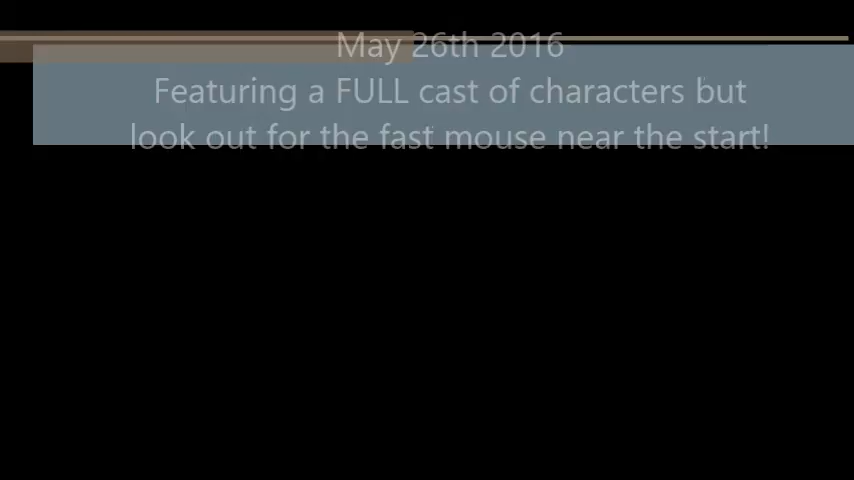 May 26th 2016
Featuring a FULL cast of characters but
look out for the fast mouse near the start!